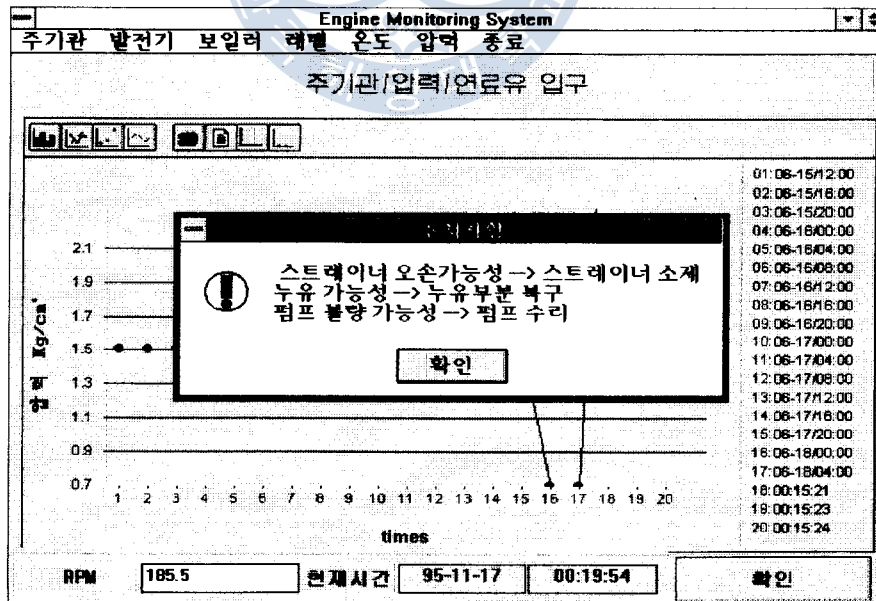 Engine Monitoring System
주기관 발전기 보일러 레벨 온도 압력 종료
주기관/압력/연료유 입구
스트레이너 오손가능성 --> 스트레이너 소제
누유 가능성 --> 누유부분 복구
펌프 불량 가능성 --> 펌프 수리
확인
압력 Kg/cm²
2.1
1.9
1.7
1.5
1.3
1.1
0.9
0.7
1 2 3 4 5 6 7 8 9 10 11 12 13 14 15 16 17 18 19 20
times
01:06-15/12:00
02:06-15/16:00
03:06-15/20:00
04:06-16/00:00
05:06-16/04:00
06:06-16/08:00
07:06-16/12:00
08:06-16/16:00
09:06-16/20:00
10:06-17/00:00
11:06-17/04:00
12:06-17/08:00
13:06-17/12:00
14:06-17/16:00
15:06-17/20:00
16:06-18/00:00
17:06-18/04:00
18:00:15:21
19:00:15:23
20:00:15:24
RPM 185.5 현재시간 95-11-17 00:19:54 확인